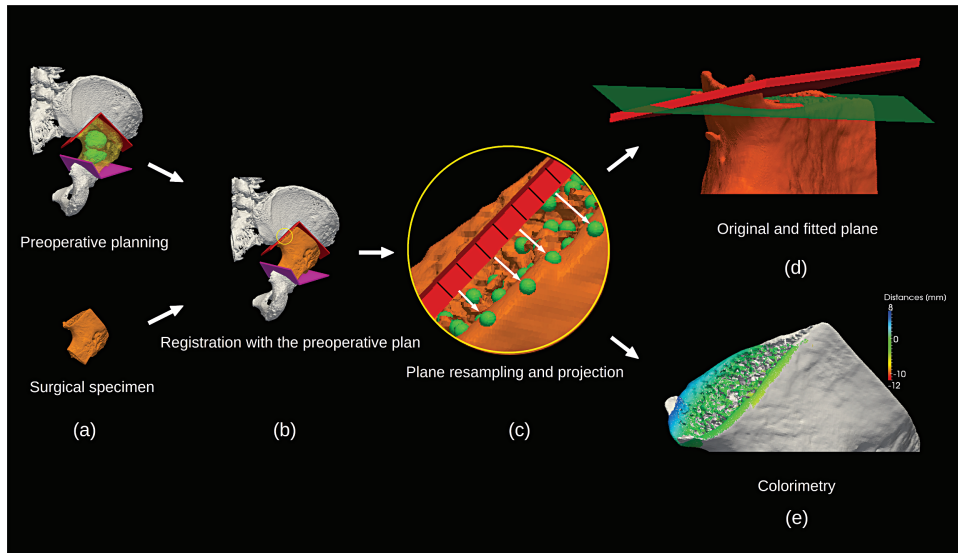 Preoperative planning
Surgical specimen
(a)
Registration with the preoperative plan
(b)
Plane resampling and projection
(c)
Original and fitted plane
(d)
Distances (mm)
8
0
-10
-12
Colorimetry
(e)